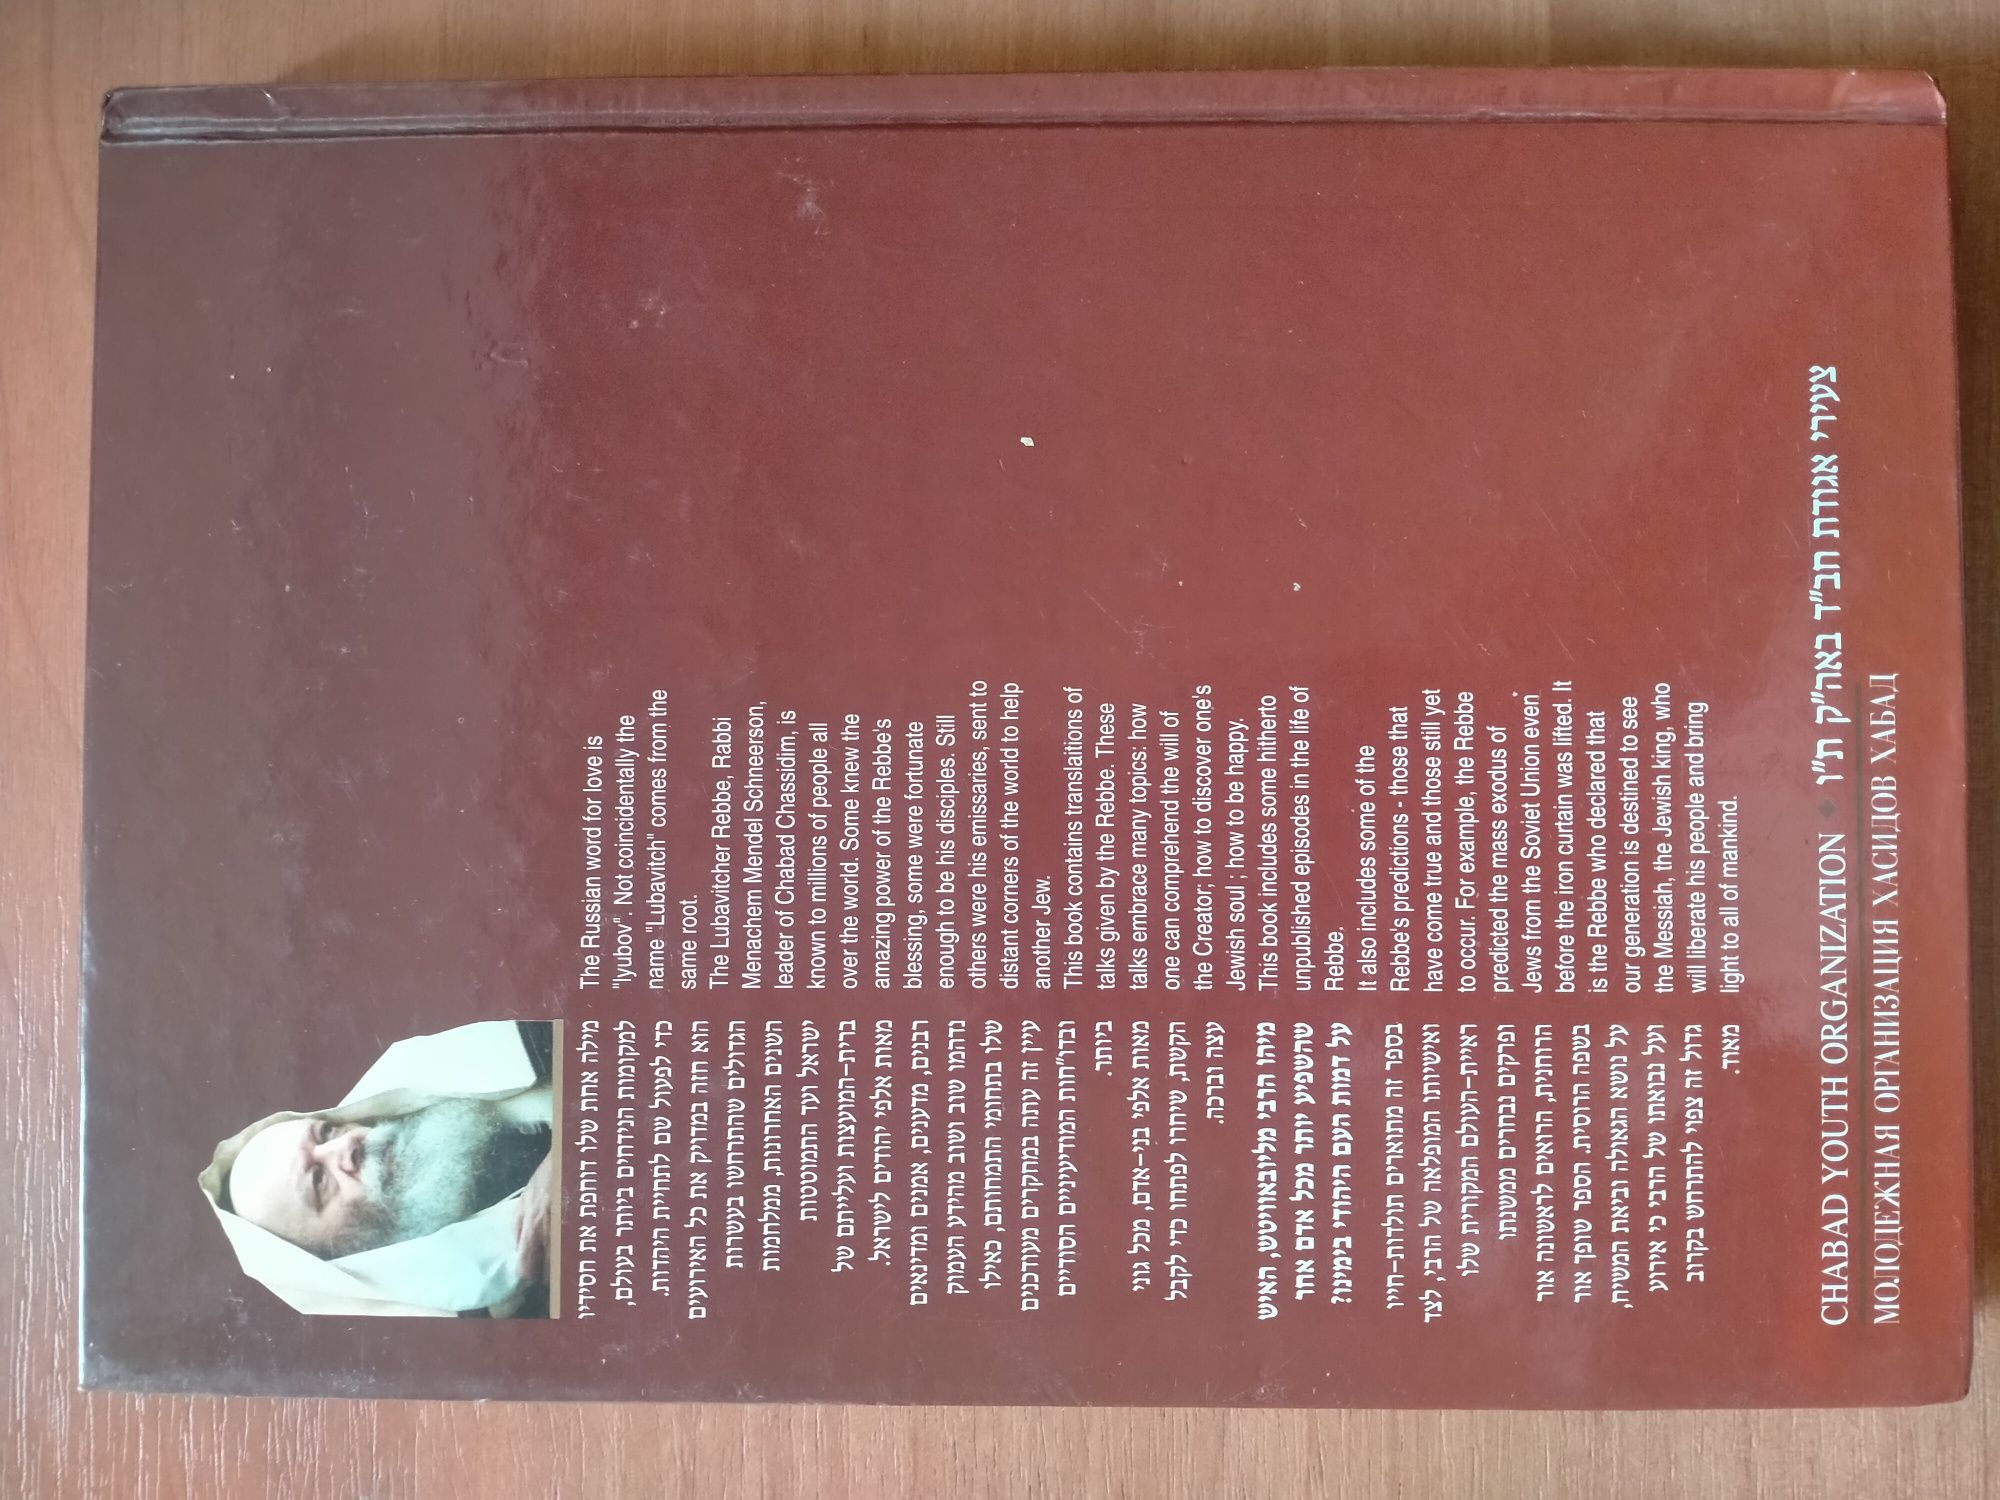 מילה אחת שלו דוחפת את חסידיו
למקומות הנידחים ביותר בעולם,
כדי לפעול שם לתחיית היהדות.
הוא חזה במדויק את כל האירועים
הגדולים שהתרחשו בעשרות
השנים האחרונות, ממלחמות
ישראל ועד התמוטטות
ברית-המועצות ועלייתם של
מאות אלפי יהודים לישראל.
רבנים, מדענים, אמנים ומדינאים
נדהמו שוב ושוב מהידע העמוק
שלו בתחומי התמחותם, כאילו
עיין זה עתה במחקרים מעודכנים
ובדו"חות המודיעיניים הסודיים
ביותר.
מאות אלפי בני-אדם, מכל גוני
הקשת, שיחרו לפתחו כדי לקבל
עצה וברכה.
מיהו הרבי מליובאוויטש, האיש
שהשפיע יותר מכל אדם אחר
על דמות העם היהודי בימינו?
בספר זה מתוארים תולדות-חייו
ואישיותו המופלאה של הרבי, לצד
ראיית-העולם המקורית שלו
ופרקים נבחרים ממשנתו
הרוחנית, הרואים לראשונה אור
בשפה הרוסית. הספר שופך אור
על נושא הגאולה וביאת המשיח,
ועל נבואתו של הרבי כי אירוע
גדול זה צפוי להתרחש בקרוב
מאוד.
The Russian word for love is
"lyubov". Not coincidentally the
name "Lubavitch" comes from the
same root.
The Lubavitcher Rebbe, Rabbi
Menachem Mendel Schneerson,
leader of Chabad Chassidim, is
known to millions of people all
over the world. Some knew the
amazing power of the Rebbe's
blessing, some were fortunate
enough to be his disciples. Still
others were his emissaries, sent to
distant corners of the world to help
another Jew.
This book contains translations of
talks given by the Rebbe. These
talks embrace many topics: how
one can comprehend the will of
the Creator; how to discover one's
Jewish soul ; how to be happy.
This book includes some hitherto
unpublished episodes in the life of
Rebbe.
It also includes some of the
Rebbe's predictions - those that
have come true and those still yet
to occur. For example, the Rebbe
predicted the mass exodus of
Jews from the Soviet Union even
before the iron curtain was lifted. It
is the Rebbe who declared that
our generation is destined to see
the Messiah, the Jewish king, who
will liberate his people and bring
light to all of mankind.
CHABAD YOUTH ORGANIZATION ◆ צעירי אגודת חב"ד באה"ק ת"ו
МОЛОДЕЖНАЯ ОРГАНИЗАЦИЯ ХАСИДОВ ХАБАД